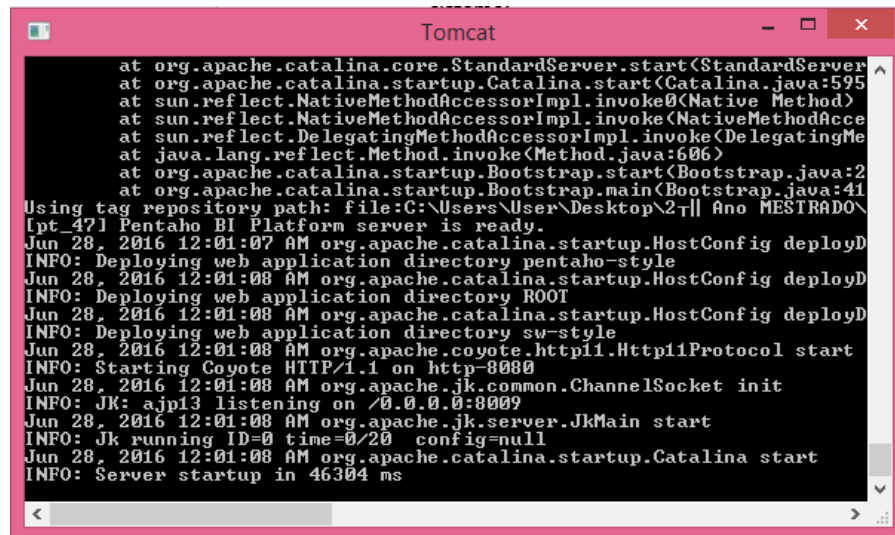 Tomcat
at org.apache.catalina.core.StandardServer.start(StandardServer
at org.apache.catalina.startup.Catalina.start(Catalina.java:595
at sun.reflect.NativeMethodAccessorImpl.invoke0(Native Method)
at sun.reflect.NativeMethodAccessorImpl.invoke(NativeMethodAcce
at sun.reflect.DelegatingMethodAccessorImpl.invoke(DelegatingMe
at java.lang.reflect.Method.invoke(Method.java:606)
at org.apache.catalina.startup.Bootstrap.start(Bootstrap.java:2
at org.apache.catalina.startup.Bootstrap.main(Bootstrap.java:41
Using tag repository path: file:C:\Users\User\Desktop\2┬║ Ano MESTRADO\
[pt_47] Pentaho BI Platform server is ready.
Jun 28, 2016 12:01:07 AM org.apache.catalina.startup.HostConfig deployD
INFO: Deploying web application directory pentaho-style
Jun 28, 2016 12:01:08 AM org.apache.catalina.startup.HostConfig deployD
INFO: Deploying web application directory ROOT
Jun 28, 2016 12:01:08 AM org.apache.catalina.startup.HostConfig deployD
INFO: Deploying web application directory sw-style
Jun 28, 2016 12:01:08 AM org.apache.coyote.http11.Http11Protocol start
INFO: Starting Coyote HTTP/1.1 on http-8080
Jun 28, 2016 12:01:08 AM org.apache.jk.common.ChannelSocket init
INFO: JK: ajp13 listening on /0.0.0.0:8009
Jun 28, 2016 12:01:08 AM org.apache.jk.server.JkMain start
INFO: Jk running ID=0 time=0/20  config=null
Jun 28, 2016 12:01:08 AM org.apache.catalina.startup.Catalina start
INFO: Server startup in 46304 ms